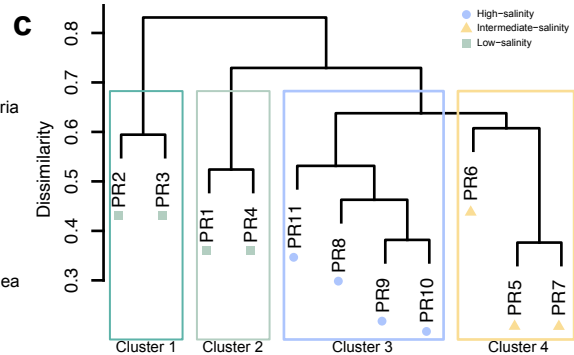 c
High-salinity
Intermediate-salinity
Low-salinity
ria
ea
Dissimilarity
0.8
0.7
0.6
0.5
0.4
0.3
PR2
PR3
PR1
PR4
PR11
PR8
PR9
PR10
PR6
PR5
PR7
Cluster 1
Cluster 2
Cluster 3
Cluster 4